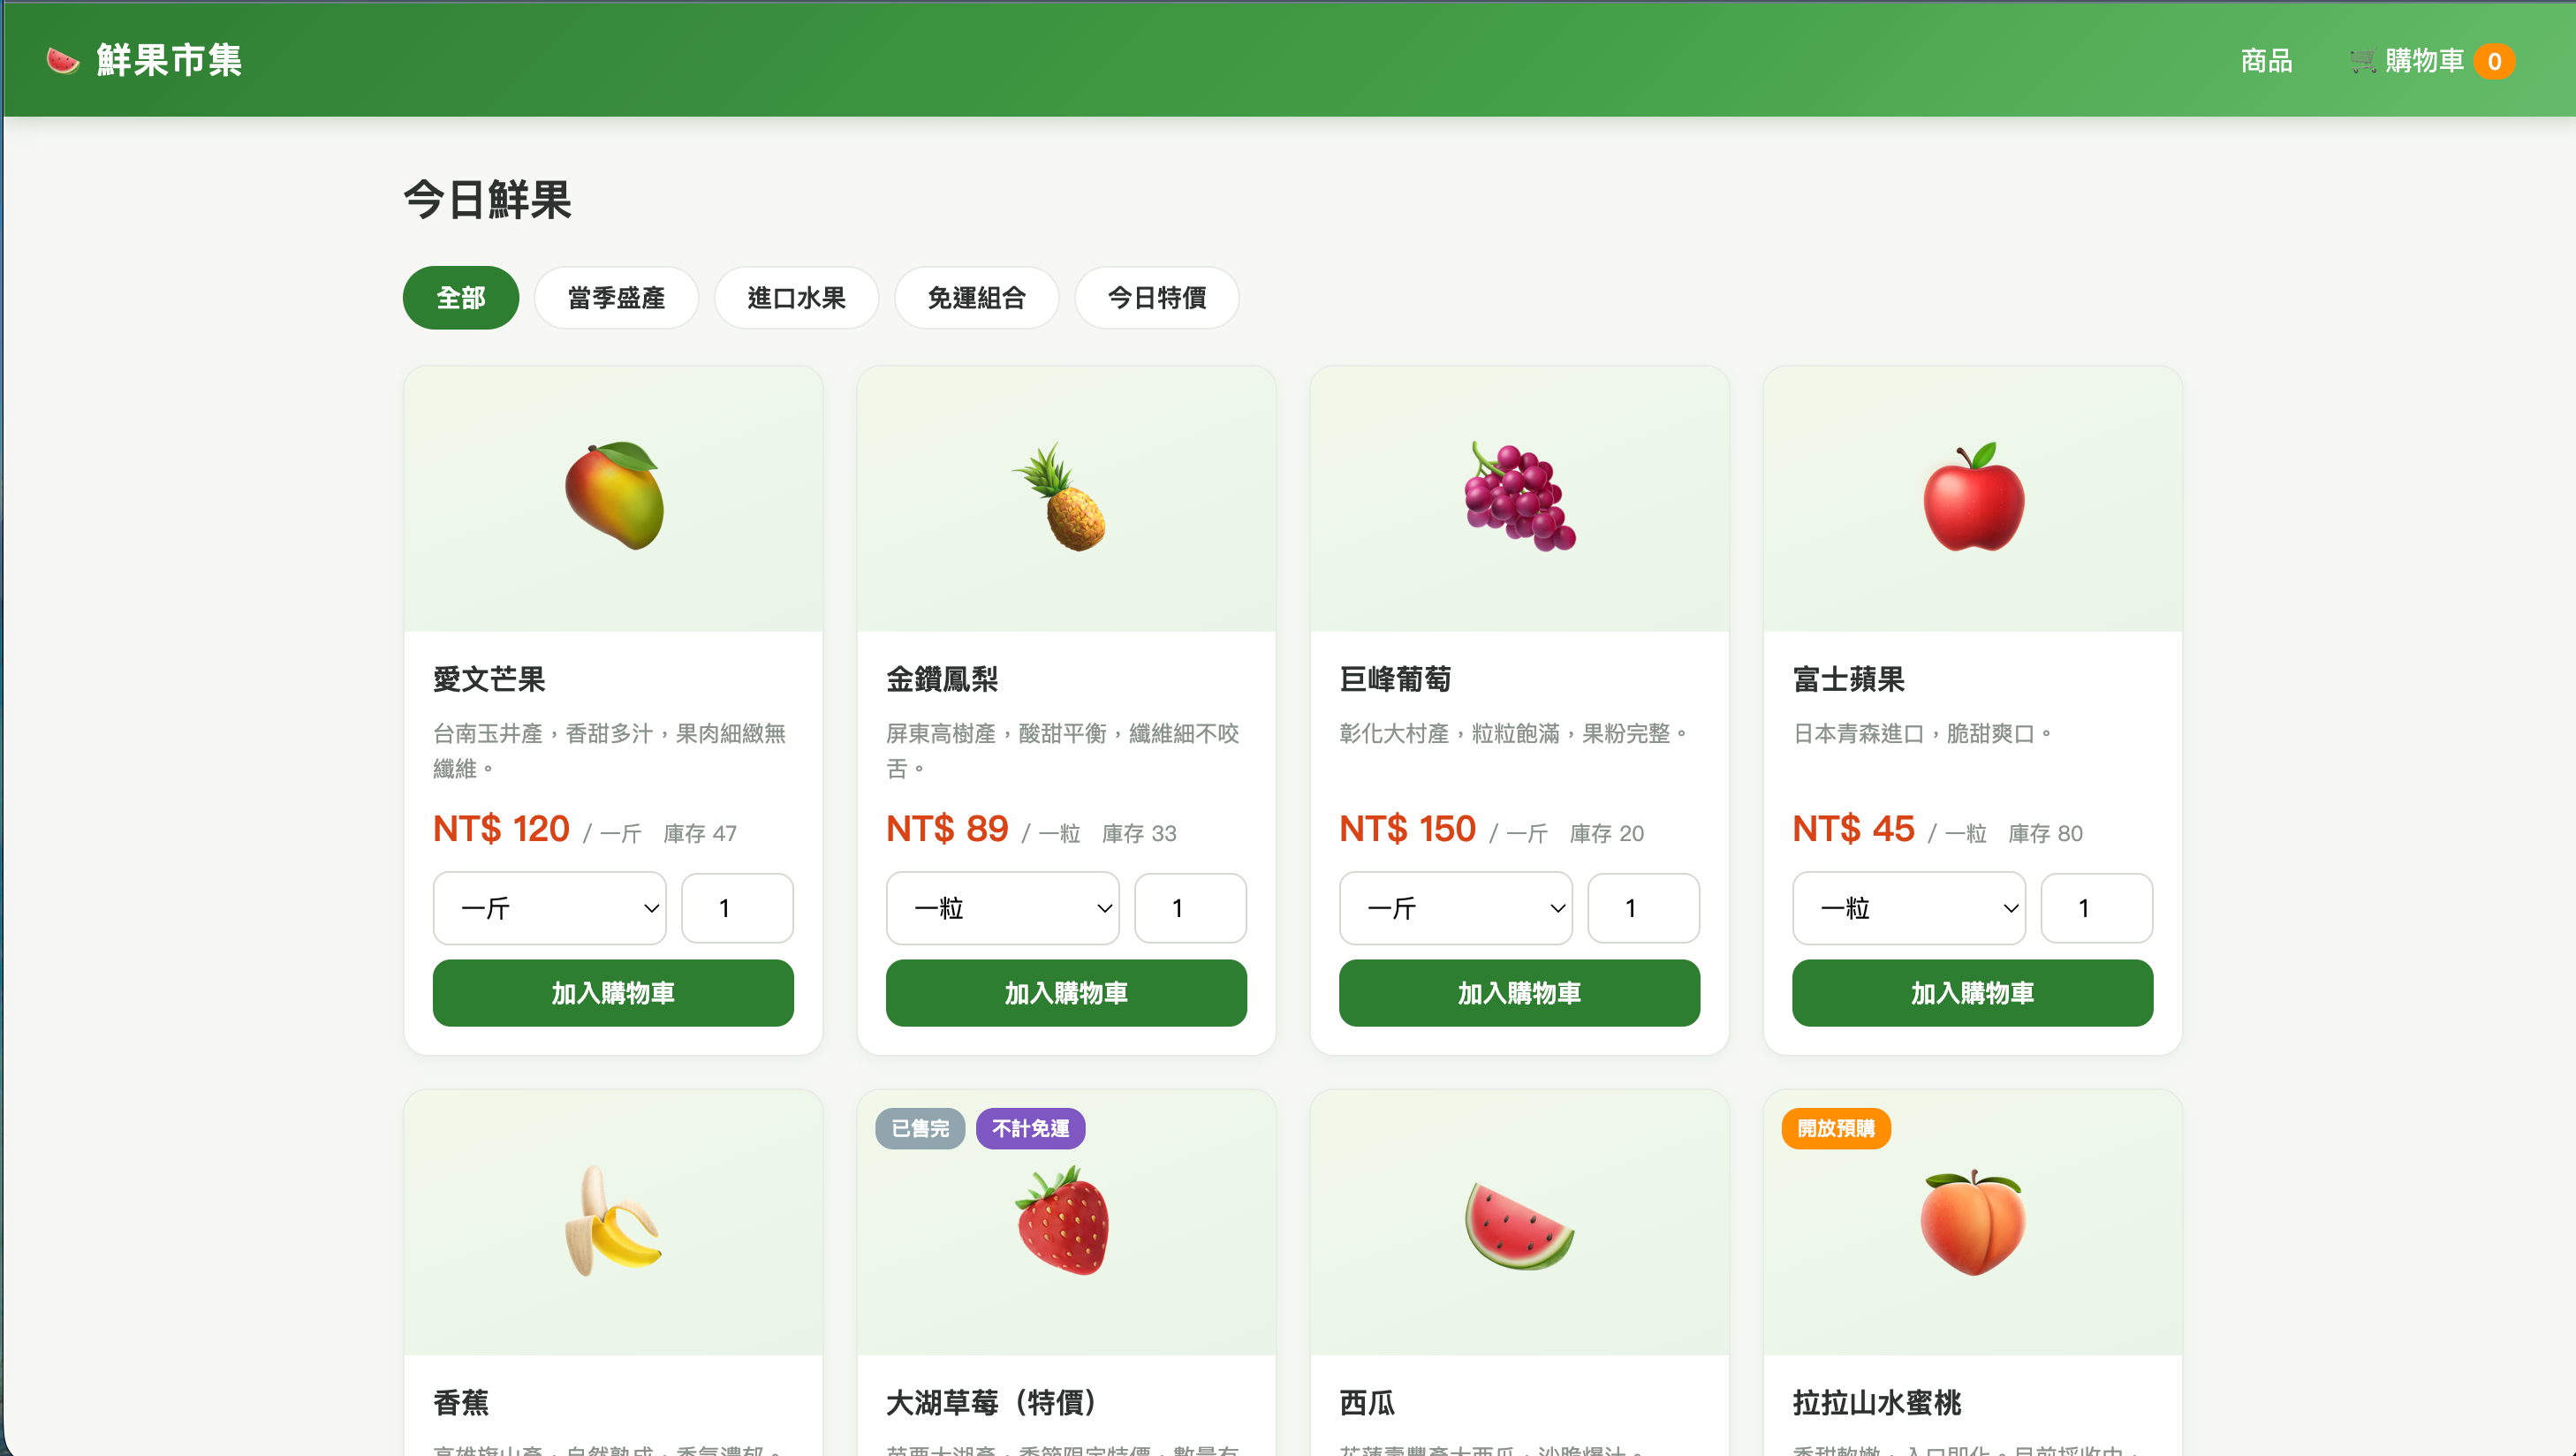 鮮果市集
商品
購物車 0
今日鮮果
全部
當季盛產
進口水果
免運組合
今日特價
愛文芒果
台南玉井產，香甜多汁，果肉細緻無
纖維。
NT$ 120 / 一斤 庫存 47
一斤 1
加入購物車
金鑽鳳梨
屏東高樹產，酸甜平衡，纖維細不咬
舌。
NT$ 89 / 一粒 庫存 33
一粒 1
加入購物車
巨峰葡萄
彰化大村產，粒粒飽滿，果粉完整。
NT$ 150 / 一斤 庫存 20
一斤 1
加入購物車
富士蘋果
日本青森進口，脆甜爽口。
NT$ 45 / 一粒 庫存 80
一粒 1
加入購物車
香蕉
已售完
不計免運
大湖草莓（特價）
西瓜
開放預購
拉拉山水蜜桃